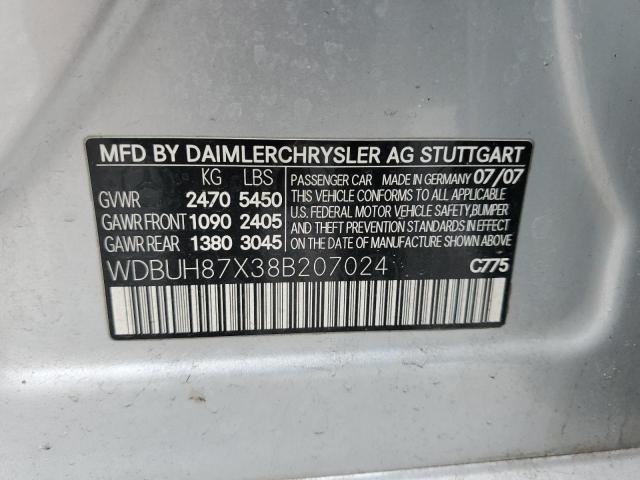 MFD BY DAIMLERCHRYSLER AG STUTTGART
KG LBS
GVWR 2470 5450
GAWR FRONT 1090 2405
GAWR REAR 1380 3045
PASSENGER CAR MADE IN GERMANY 07/07
THIS VEHICLE CONFORMS TO ALL APPLICABLE
U.S. FEDERAL MOTOR VEHICLE SAFETY, BUMPER
AND THEFT PREVENTION STANDARDS IN EFFECT
ON THE DATE OF MANUFACTURE SHOWN ABOVE.
WDBUH87X38B207024 C775